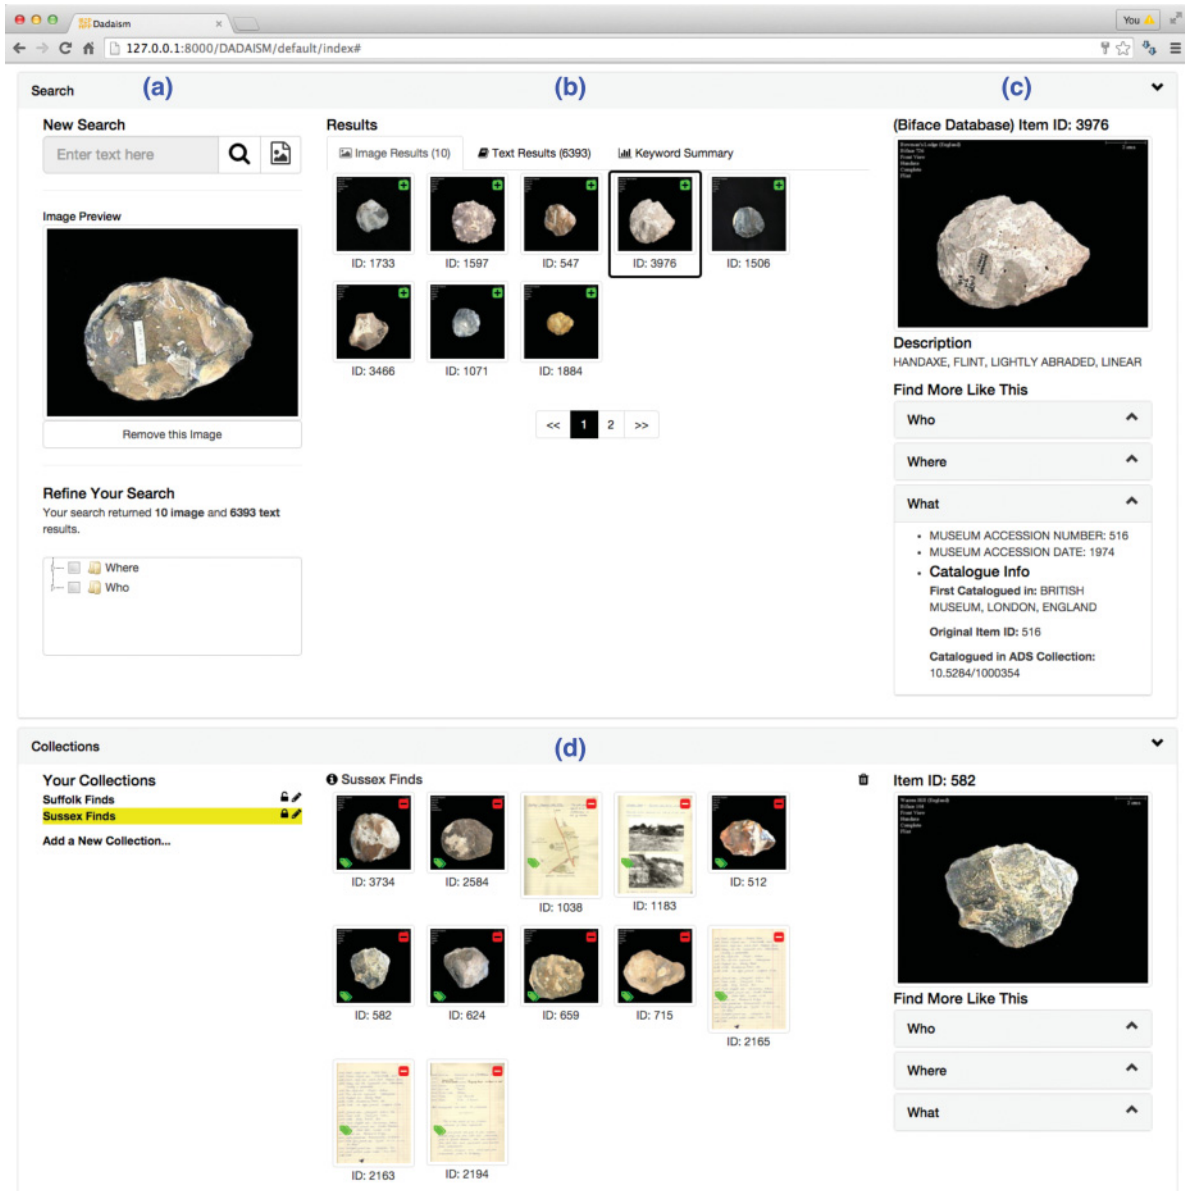 Dadaism
You
127.0.0.1:8000/DADAISM/default/index#
Search
(a)
(b)
(c)
New Search
Enter text here
Image Preview
Remove this Image
Refine Your Search
Your search returned 10 image and 6393 text
results.
Where
Who
Results
Image Results (10)
Text Results (6393)
Keyword Summary
ID: 1733
ID: 1597
ID: 547
ID: 3976
ID: 1506
ID: 3466
ID: 1071
ID: 1884
<< 1 2 >>
(Biface Database) Item ID: 3976
Description
HANDAXE, FLINT, LIGHTLY ABRADED, LINEAR
Find More Like This
Who
Where
What
• MUSEUM ACCESSION NUMBER: 516
• MUSEUM ACCESSION DATE: 1974
• Catalogue Info
First Catalogued in: BRITISH
MUSEUM, LONDON, ENGLAND
Original Item ID: 516
Catalogued in ADS Collection:
10.5284/1000354
Collections
(d)
Your Collections
Suffolk Finds
Sussex Finds
Add a New Collection...
Sussex Finds
ID: 3734
ID: 2584
ID: 1038
ID: 1183
ID: 512
ID: 582
ID: 624
ID: 659
ID: 715
ID: 2165
ID: 2163
ID: 2194
Item ID: 582
Find More Like This
Who
Where
What